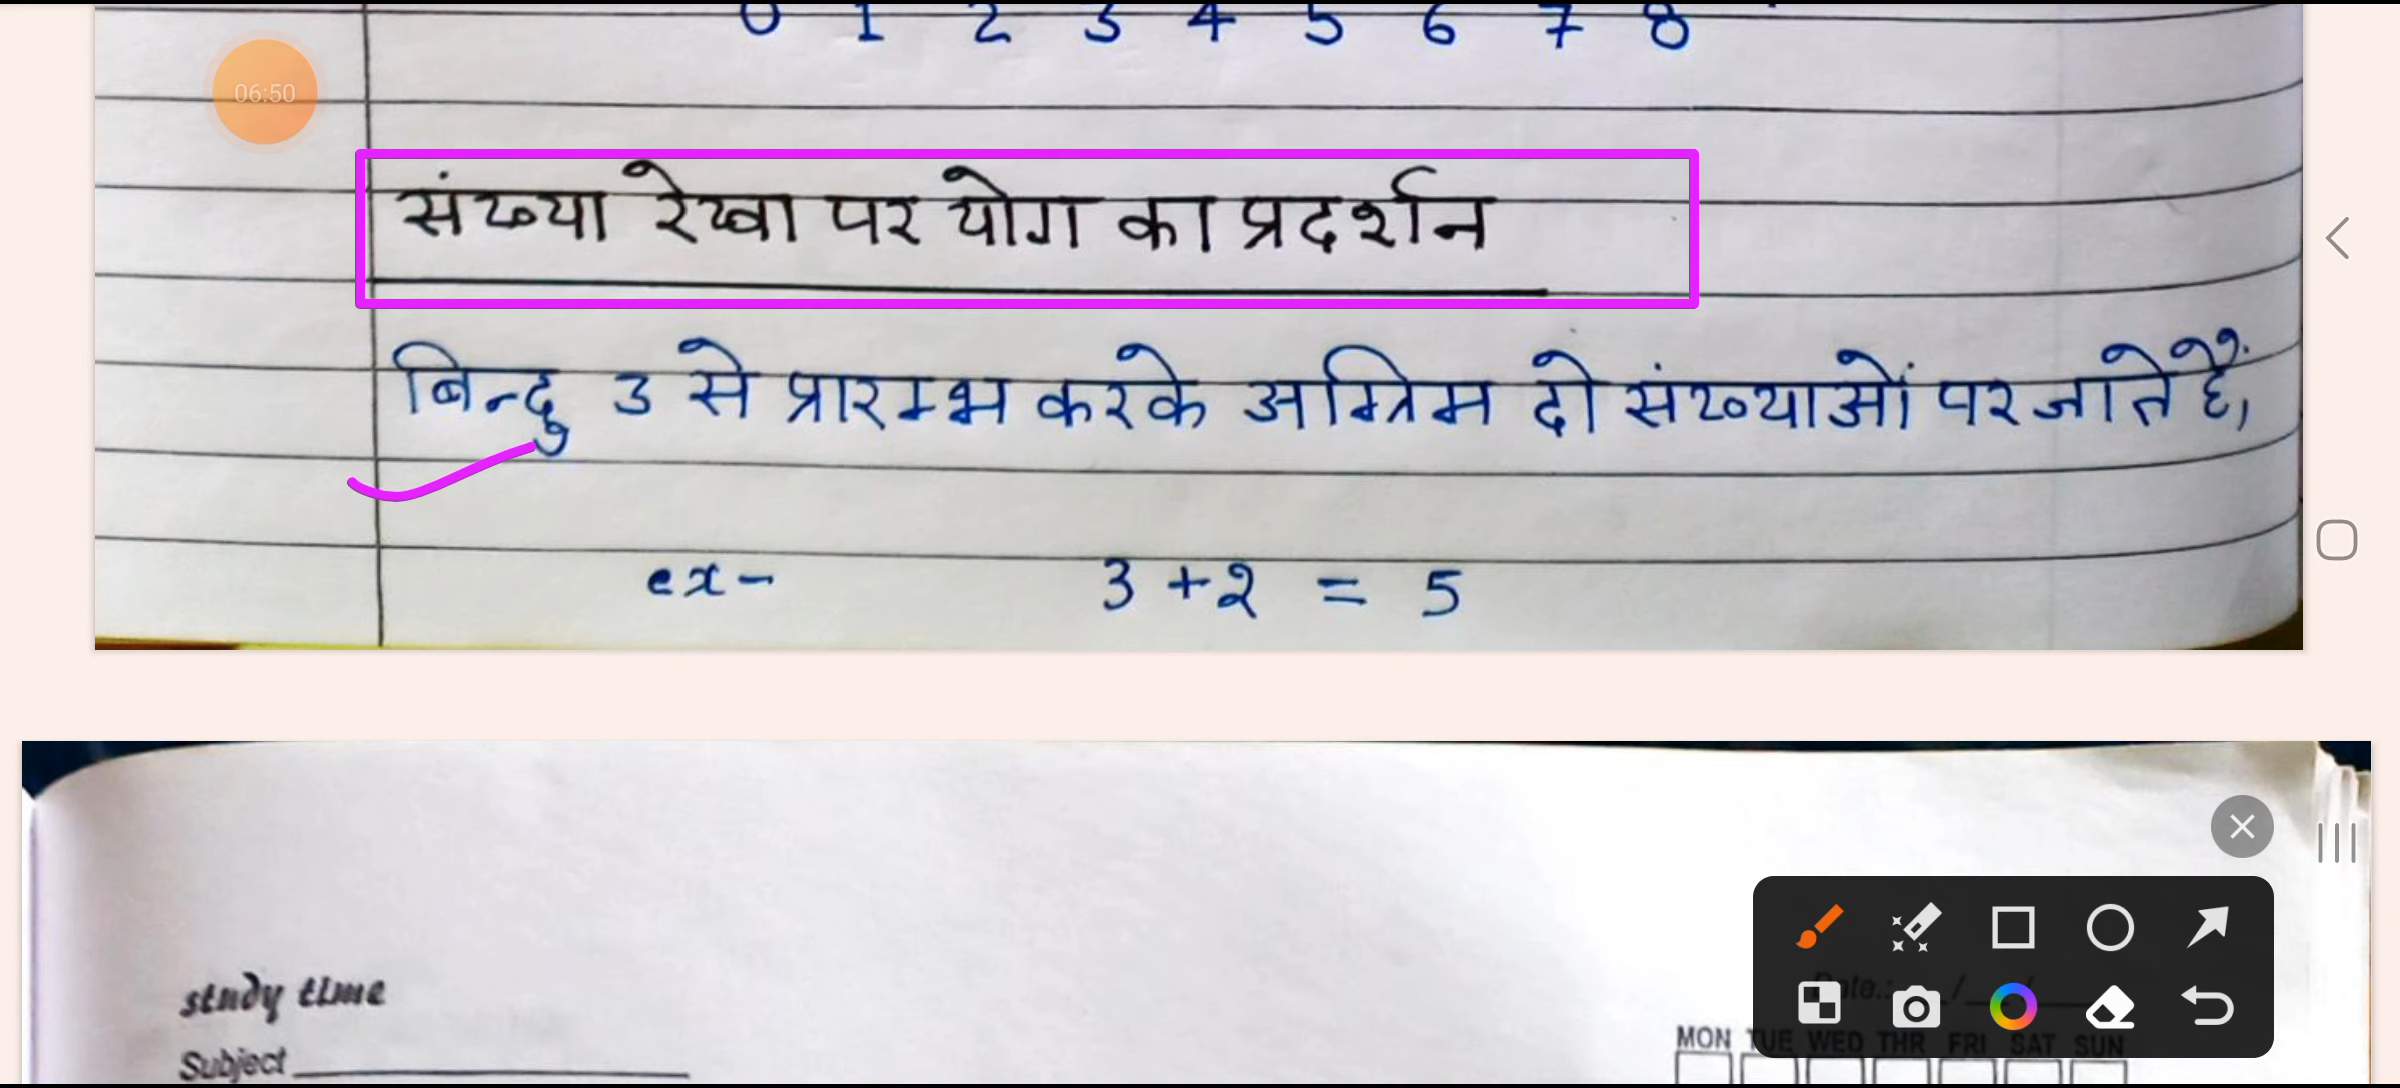 0 1 2 3 4 5 6 7 8
06:50
संख्या रेखा पर योग का प्रदर्शन
बिन्दु 3 से प्रारम्भ करके अग्रिम दो संख्याओं पर जाते हैं,
ex- 3 + 2 = 5
study time
Date.: / /
Subject
MON TUE WED THR FRI SAT SUN